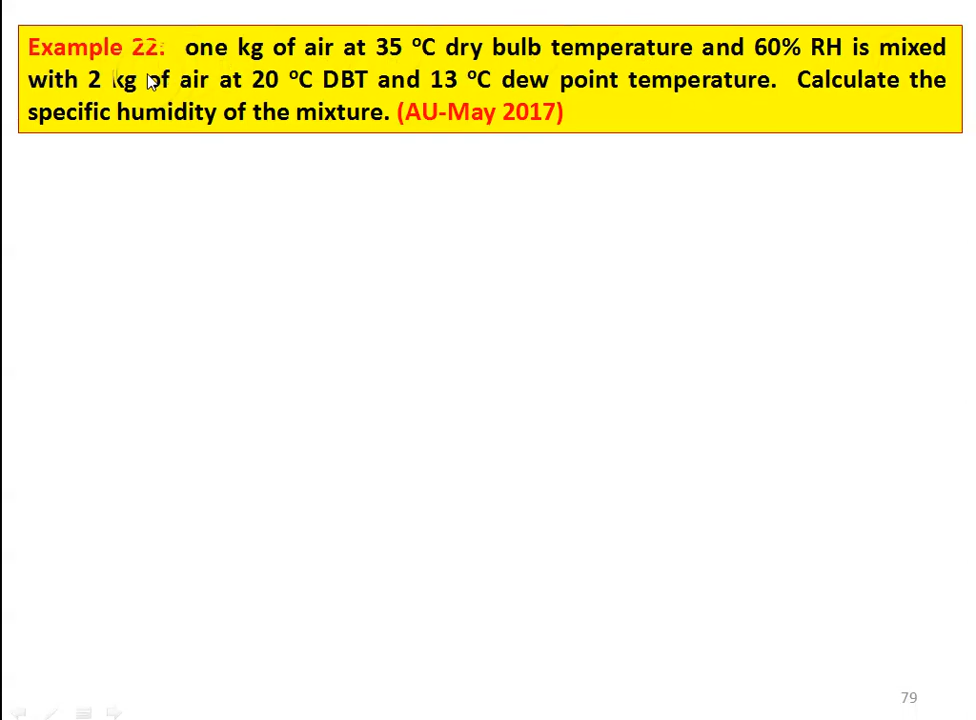 Example 22: one kg of air at 35 ºC dry bulb temperature and 60% RH is mixed
with 2 kg of air at 20 ºC DBT and 13 ºC dew point temperature. Calculate the
specific humidity of the mixture. (AU-May 2017)
79